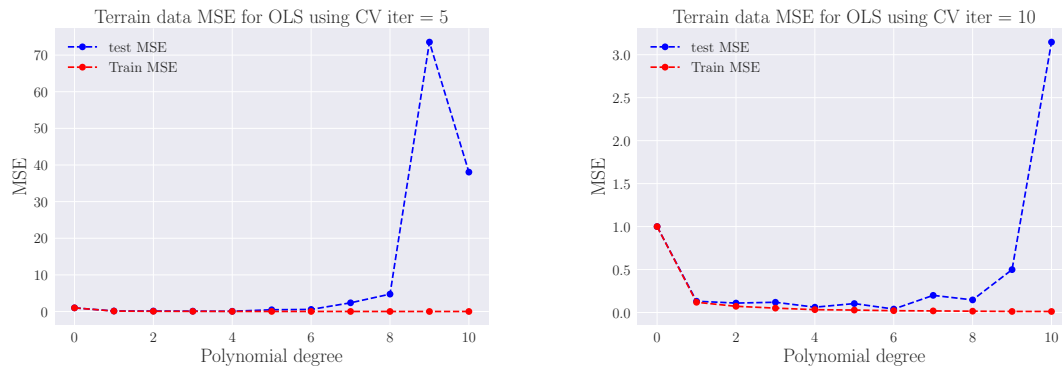 Terrain data MSE for OLS using CV iter = 5
test MSE
Train MSE
MSE
70
60
50
40
30
20
10
0
0 2 4 6 8 10
Polynomial degree
Terrain data MSE for OLS using CV iter = 10
test MSE
Train MSE
MSE
3.0
2.5
2.0
1.5
1.0
0.5
0.0
0 2 4 6 8 10
Polynomial degree